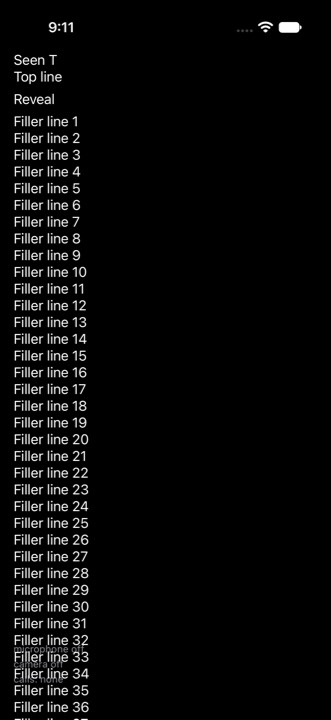 9:11
Seen T
Top line
Reveal
Filler line 1
Filler line 2
Filler line 3
Filler line 4
Filler line 5
Filler line 6
Filler line 7
Filler line 8
Filler line 9
Filler line 10
Filler line 11
Filler line 12
Filler line 13
Filler line 14
Filler line 15
Filler line 16
Filler line 17
Filler line 18
Filler line 19
Filler line 20
Filler line 21
Filler line 22
Filler line 23
Filler line 24
Filler line 25
Filler line 26
Filler line 27
Filler line 28
Filler line 29
Filler line 30
Filler line 31
Filler line 32
microphone off
Filler line 33
camera off
Filler line 34
calls: none
Filler line 35
Filler line 36